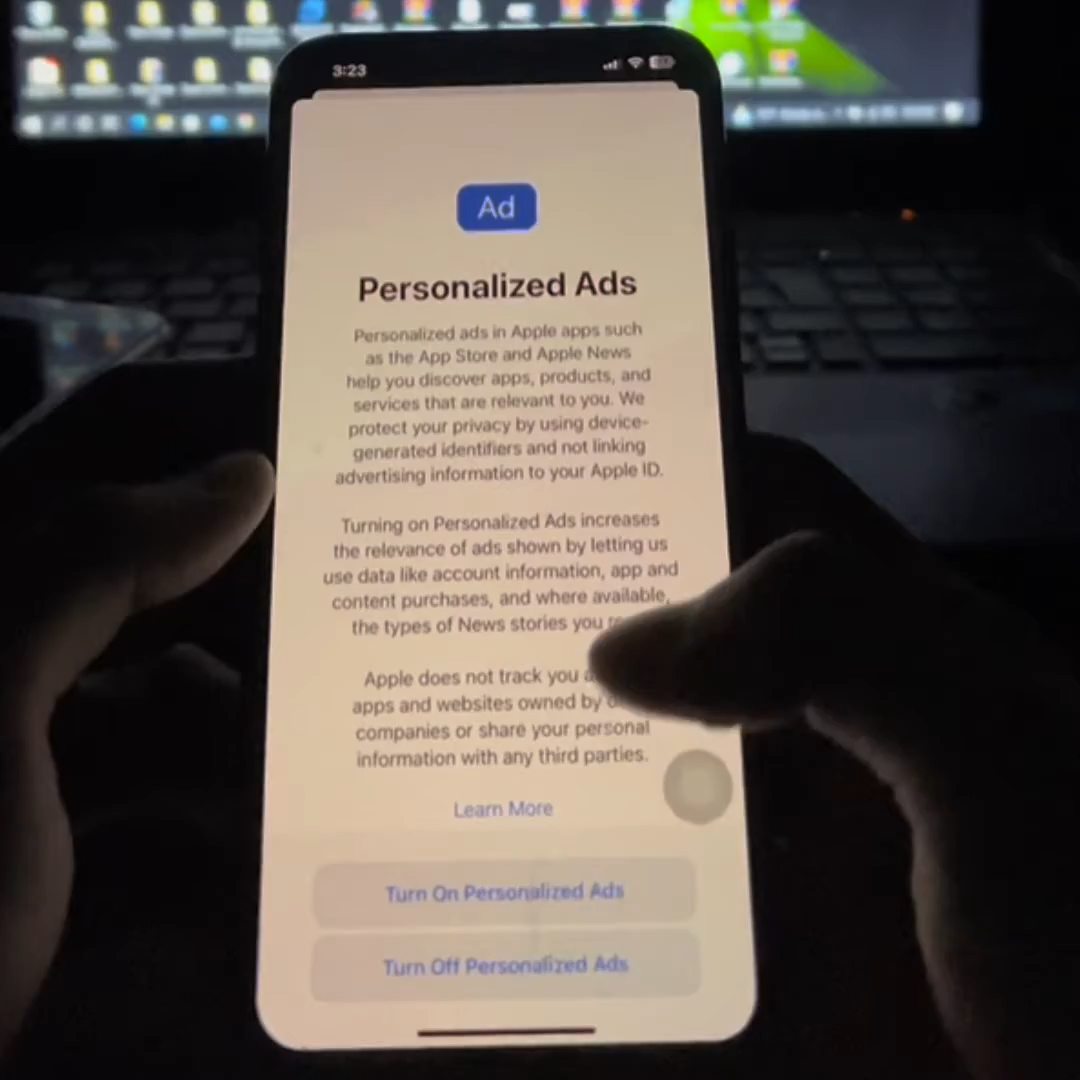 3:23
Ad
Personalized Ads
Personalized ads in Apple apps such
as the App Store and Apple News
help you discover apps, products, and
services that are relevant to you. We
protect your privacy by using device-
generated identifiers and not linking
advertising information to your Apple ID.
Turning on Personalized Ads increases
the relevance of ads shown by letting us
use data like account information, app and
content purchases, and where available,
the types of News stories you
Apple does not track you
apps and websites owned by
companies or share your personal
information with any third parties.
Learn More
Turn On Personalized Ads
Turn Off Personalized Ads